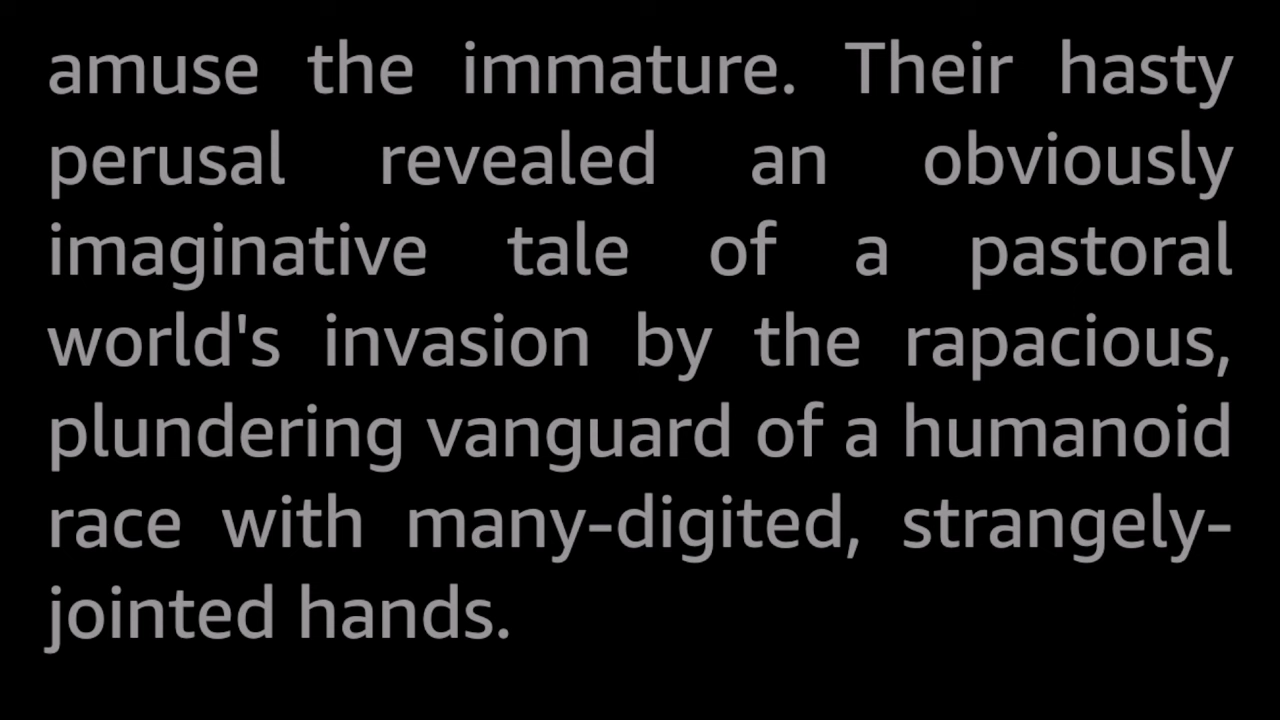 amuse the immature. Their hasty
perusal revealed an obviously
imaginative tale of a pastoral
world's invasion by the rapacious,
plundering vanguard of a humanoid
race with many-digited, strangely-
jointed hands.